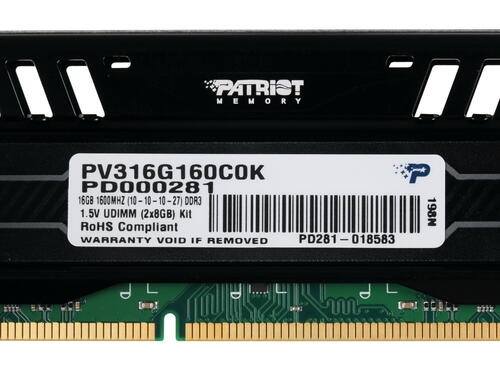 PATRIOT
MEMORY
PV316G160C0K
PD000281
16GB 1600MHZ (10-10-10-27) DDR3
1.5V UDIMM (2x8GB) Kit
RoHS Compliant
WARRANTY VOID IF REMOVED
PD281-018583
198N
P
P